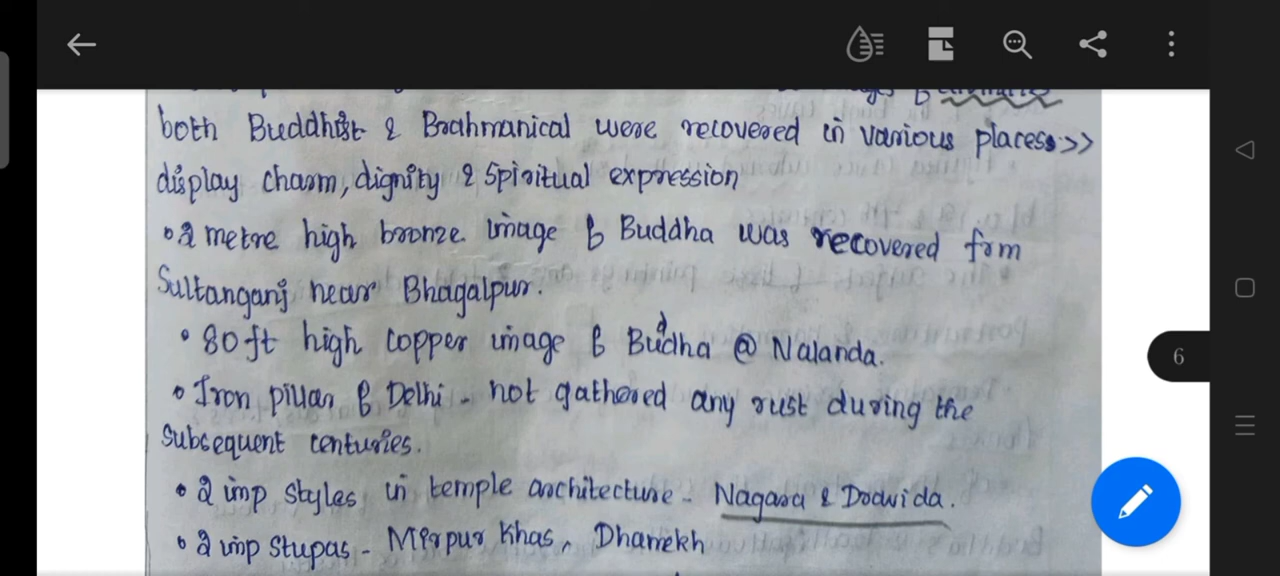 both Buddhist & Brahmanical were recovered in various places >>
display charm, dignity & spiritual expression
• 2 metre high bronze image of Buddha was recovered frm
Sultanganj near Bhagalpur.
• 80 ft high copper image of Buddha @ Nalanda.
6
• Iron pillar of Delhi - not gathered any rust during the
subsequent centuries.
• 2 imp styles in temple architecture - Nagara & Dravida.
• 2 imp stupas - Mirpur Khas, Dhamekh